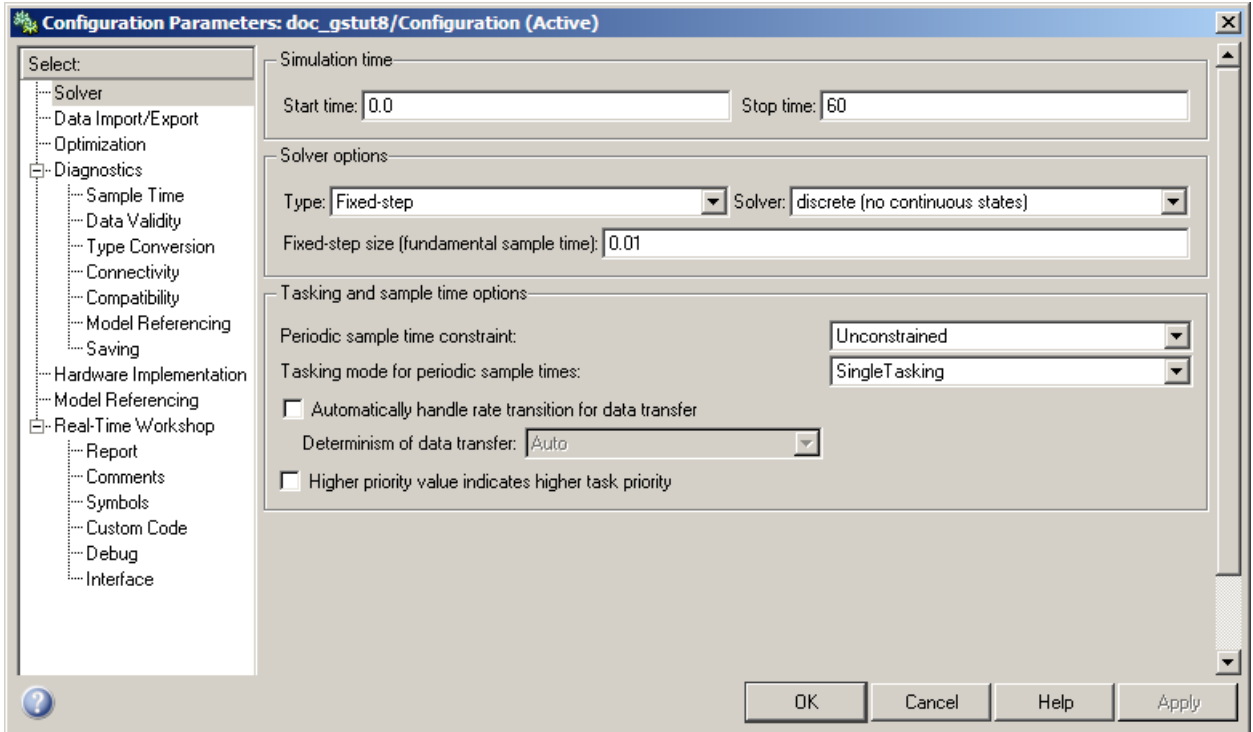 Configuration Parameters: doc_gstut8/Configuration (Active)
Select:
Solver
Data Import/Export
Optimization
Diagnostics
Sample Time
Data Validity
Type Conversion
Connectivity
Compatibility
Model Referencing
Saving
Hardware Implementation
Model Referencing
Real-Time Workshop
Report
Comments
Symbols
Custom Code
Debug
Interface
Simulation time
Start time: 0.0 Stop time: 60
Solver options
Type: Fixed-step Solver: discrete (no continuous states)
Fixed-step size (fundamental sample time): 0.01
Tasking and sample time options
Periodic sample time constraint: Unconstrained
Tasking mode for periodic sample times: SingleTasking
Automatically handle rate transition for data transfer
Determinism of data transfer: Auto
Higher priority value indicates higher task priority
? OK Cancel Help Apply